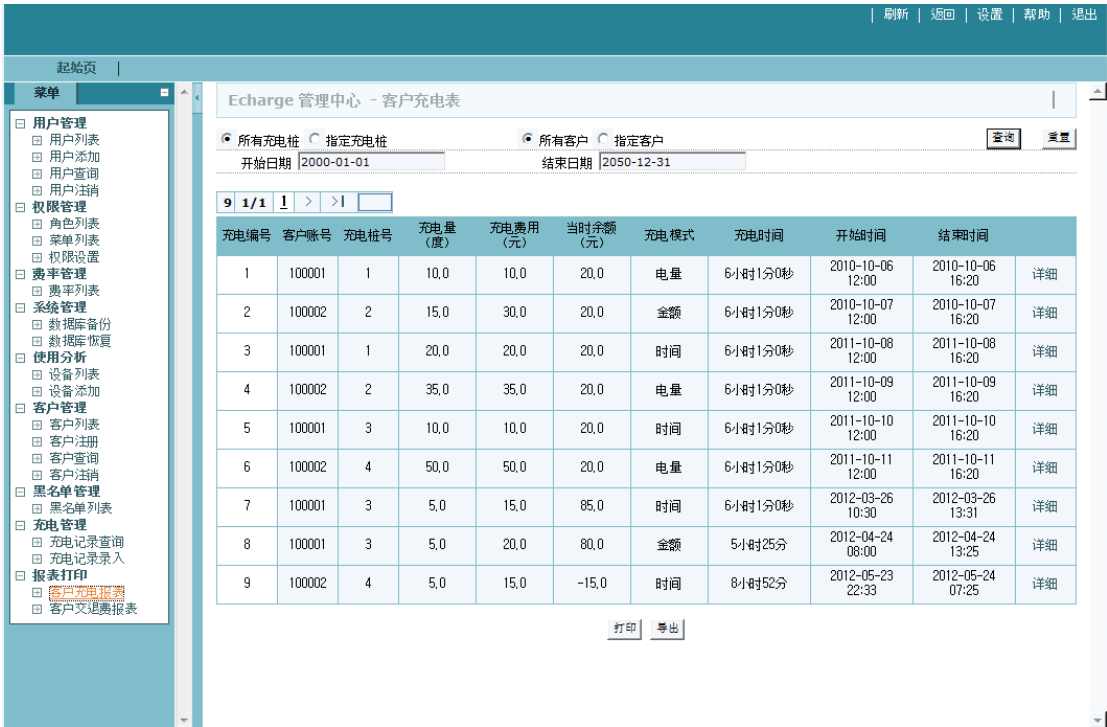 | 刷新 | 返回 | 设置 | 帮助 | 退出
起始页 |
菜单
用户管理
用户列表
用户添加
用户查询
用户注销
权限管理
角色列表
菜单列表
权限设置
费率管理
费率列表
系统管理
数据库备份
数据库恢复
使用分析
设备列表
设备添加
客户管理
客户列表
客户注册
客户查询
客户注销
黑名单管理
黑名单列表
充电管理
充电记录查询
充电记录录入
报表打印
客户充电报表
客户交退费报表
Echarge 管理中心 - 客户充电表
所有充电桩 指定充电桩 所有客户 指定客户 查询 重置
开始日期 2000-01-01 结束日期 2050-12-31
9 1/1 1 > >|
充电编号 客户账号 充电桩号 充电量(度) 充电费用(元) 当时余额(元) 充电模式 充电时间 开始时间 结束时间
1 100001 1 10.0 10.0 20.0 电量 6小时1分0秒 2010-10-06 12:00 2010-10-06 16:20 详细
2 100002 2 15.0 30.0 20.0 金额 6小时1分0秒 2010-10-07 12:00 2010-10-07 16:20 详细
3 100001 1 20.0 20.0 20.0 时间 6小时1分0秒 2011-10-08 12:00 2011-10-08 16:20 详细
4 100002 2 35.0 35.0 20.0 电量 6小时1分0秒 2011-10-09 12:00 2011-10-09 16:20 详细
5 100001 3 10.0 10.0 20.0 时间 6小时1分0秒 2011-10-10 12:00 2011-10-10 16:20 详细
6 100002 4 50.0 50.0 20.0 电量 6小时1分0秒 2011-10-11 12:00 2011-10-11 16:20 详细
7 100001 3 5.0 15.0 85.0 时间 6小时1分0秒 2012-03-26 10:30 2012-03-26 13:31 详细
8 100001 3 5.0 20.0 80.0 金额 5小时25分 2012-04-24 08:00 2012-04-24 13:25 详细
9 100002 4 5.0 15.0 -15.0 时间 8小时52分 2012-05-23 22:33 2012-05-24 07:25 详细
打印 导出